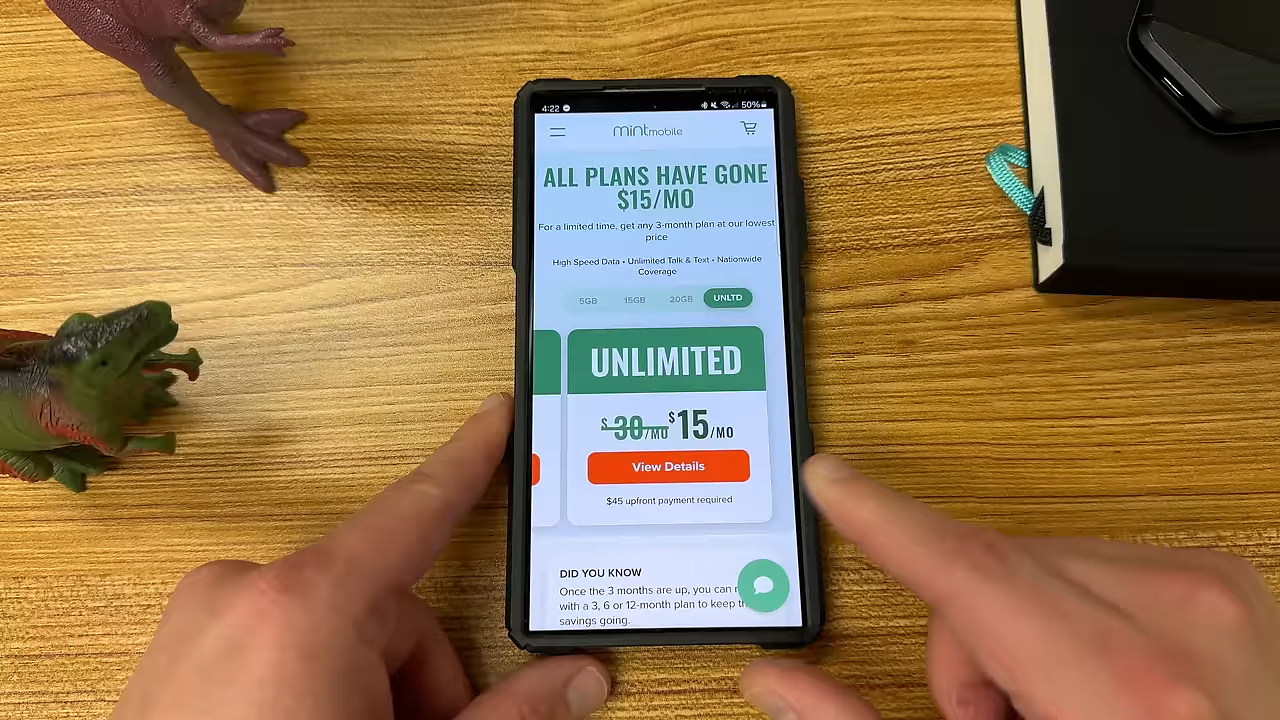 4:22
50%
mintmobile
ALL PLANS HAVE GONE
$15/MO
For a limited time, get any 3-month plan at our lowest
price
High Speed Data • Unlimited Talk & Text • Nationwide
Coverage
5GB 15GB 20GB UNLTD
UNLIMITED
$30/MO $15/MO
View Details
$45 upfront payment required
DID YOU KNOW
Once the 3 months are up, you can
with a 3, 6 or 12-month plan to keep
savings going.